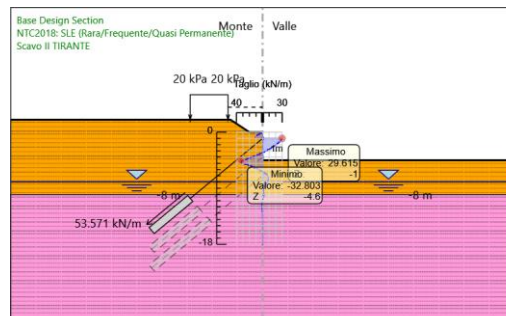 Base Design Section
NTC2018: SLE (Rara/Frequente/Quasi Permanente)
Scavo II TIRANTE
Monte Valle
20 kPa 20 kPa
Taglio (kN/m)
40 30
0
1m
Massimo
Valore: 29.615
-1
Minimo
Valore: -32.803
Z -4.6
-8 m
-8 m
53.571 kN/m
-18